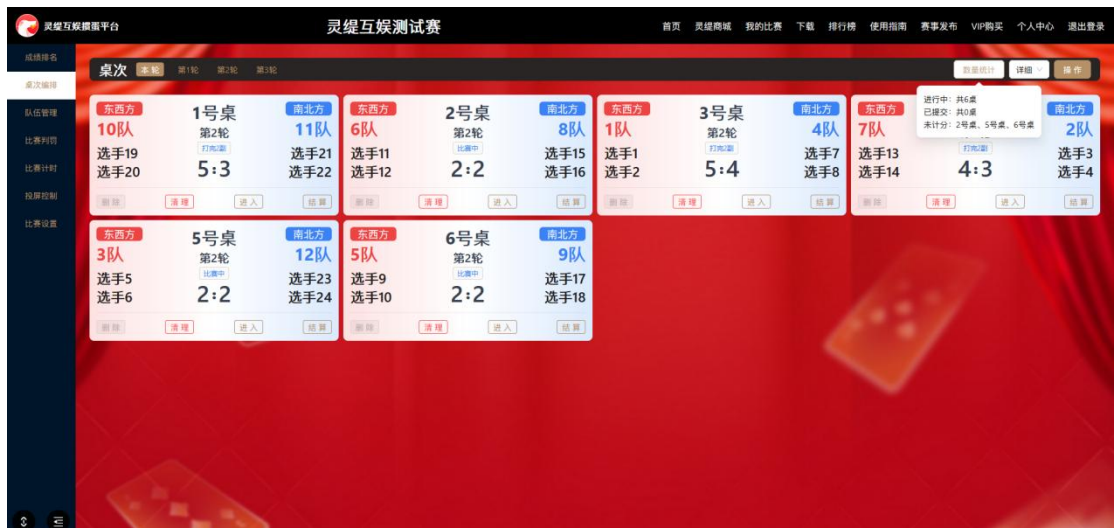 灵缇互娱掼蛋平台
灵缇互娱测试赛
首页 灵缇商城 我的比赛 下载 排行榜 使用指南 赛事发布 VIP购买 个人中心 退出登录
成绩排名
桌次编排
队伍管理
比赛判罚
比赛计时
投屏控制
比赛设置
桌次 本轮 第1轮 第2轮 第3轮
数量统计 详细 操作
进行中：共6桌
已提交：共0桌
未计分：2号桌、5号桌、6号桌
东西方 1号桌 南北方
10队 第2轮 11队
选手19 打完2副 选手21
选手20 5:3 选手22
删除 清理 进入 结算
东西方 2号桌 南北方
6队 第2轮 8队
选手11 比赛中 选手15
选手12 2:2 选手16
删除 清理 进入 结算
东西方 3号桌 南北方
1队 第2轮 4队
选手1 打完2副 选手7
选手2 5:4 选手8
删除 清理 进入 结算
东西方 南北方
7队 2队
选手13 打完2副 选手3
选手14 4:3 选手4
删除 清理 进入 结算
东西方 5号桌 南北方
3队 第2轮 12队
选手5 比赛中 选手23
选手6 2:2 选手24
删除 清理 进入 结算
东西方 6号桌 南北方
5队 第2轮 9队
选手9 比赛中 选手17
选手10 2:2 选手18
删除 清理 进入 结算